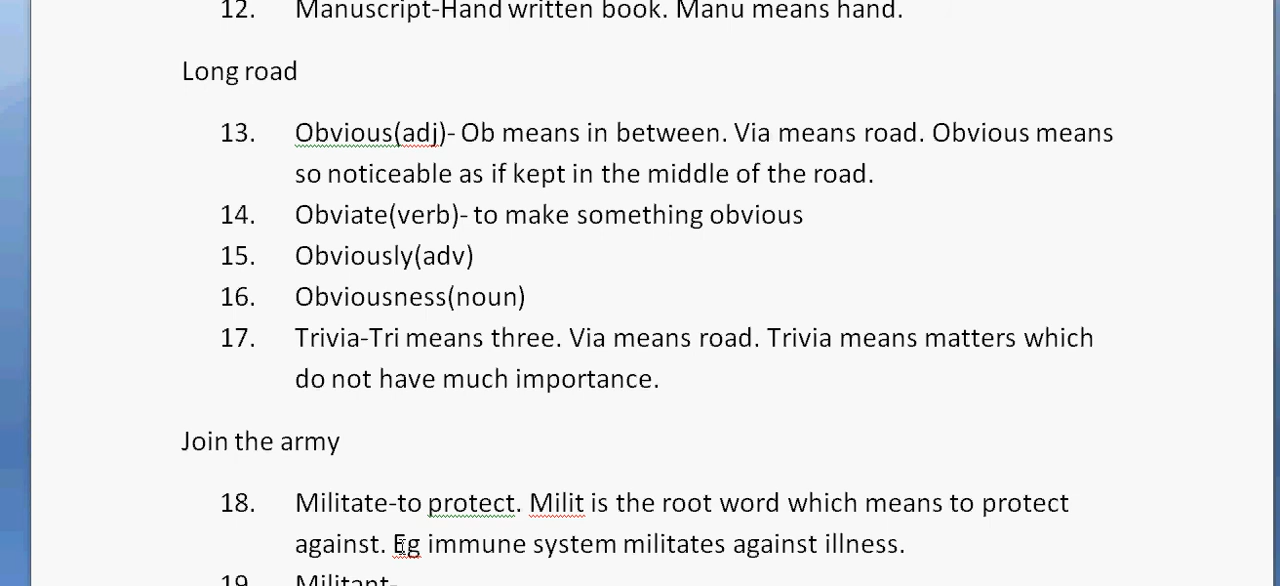 12. Manuscript-Hand written book. Manu means hand.
Long road
13. Obvious(adj)- Ob means in between. Via means road. Obvious means
so noticeable as if kept in the middle of the road.
14. Obviate(verb)- to make something obvious
15. Obviously(adv)
16. Obviousness(noun)
17. Trivia-Tri means three. Via means road. Trivia means matters which
do not have much importance.
Join the army
18. Militate-to protect. Milit is the root word which means to protect
against. Eg immune system militates against illness.
19. Militant-